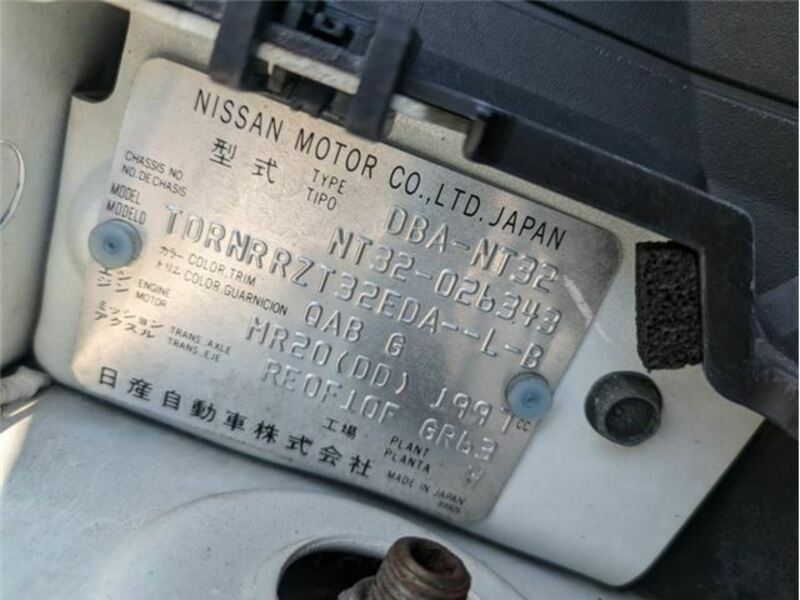 NISSAN MOTOR CO.,LTD. JAPAN
型式 TYPE TIPO DBA-NT32
CHASSIS NO. NO. DE CHASIS NT32-026343
MODEL MODELO TDRNRRZT32EDA--L-B
カラー トリム COLOR, TRIM COLOR, GUARNICION QAB G
エンジン ENGINE MOTOR MR20(DD) 1997cc
ミッション アクスル TRANS., AXLE TRANS., EJE RE0F10F GR63
工場 PLANT PLANTA
日産自動車株式会社 MADE IN JAPAN